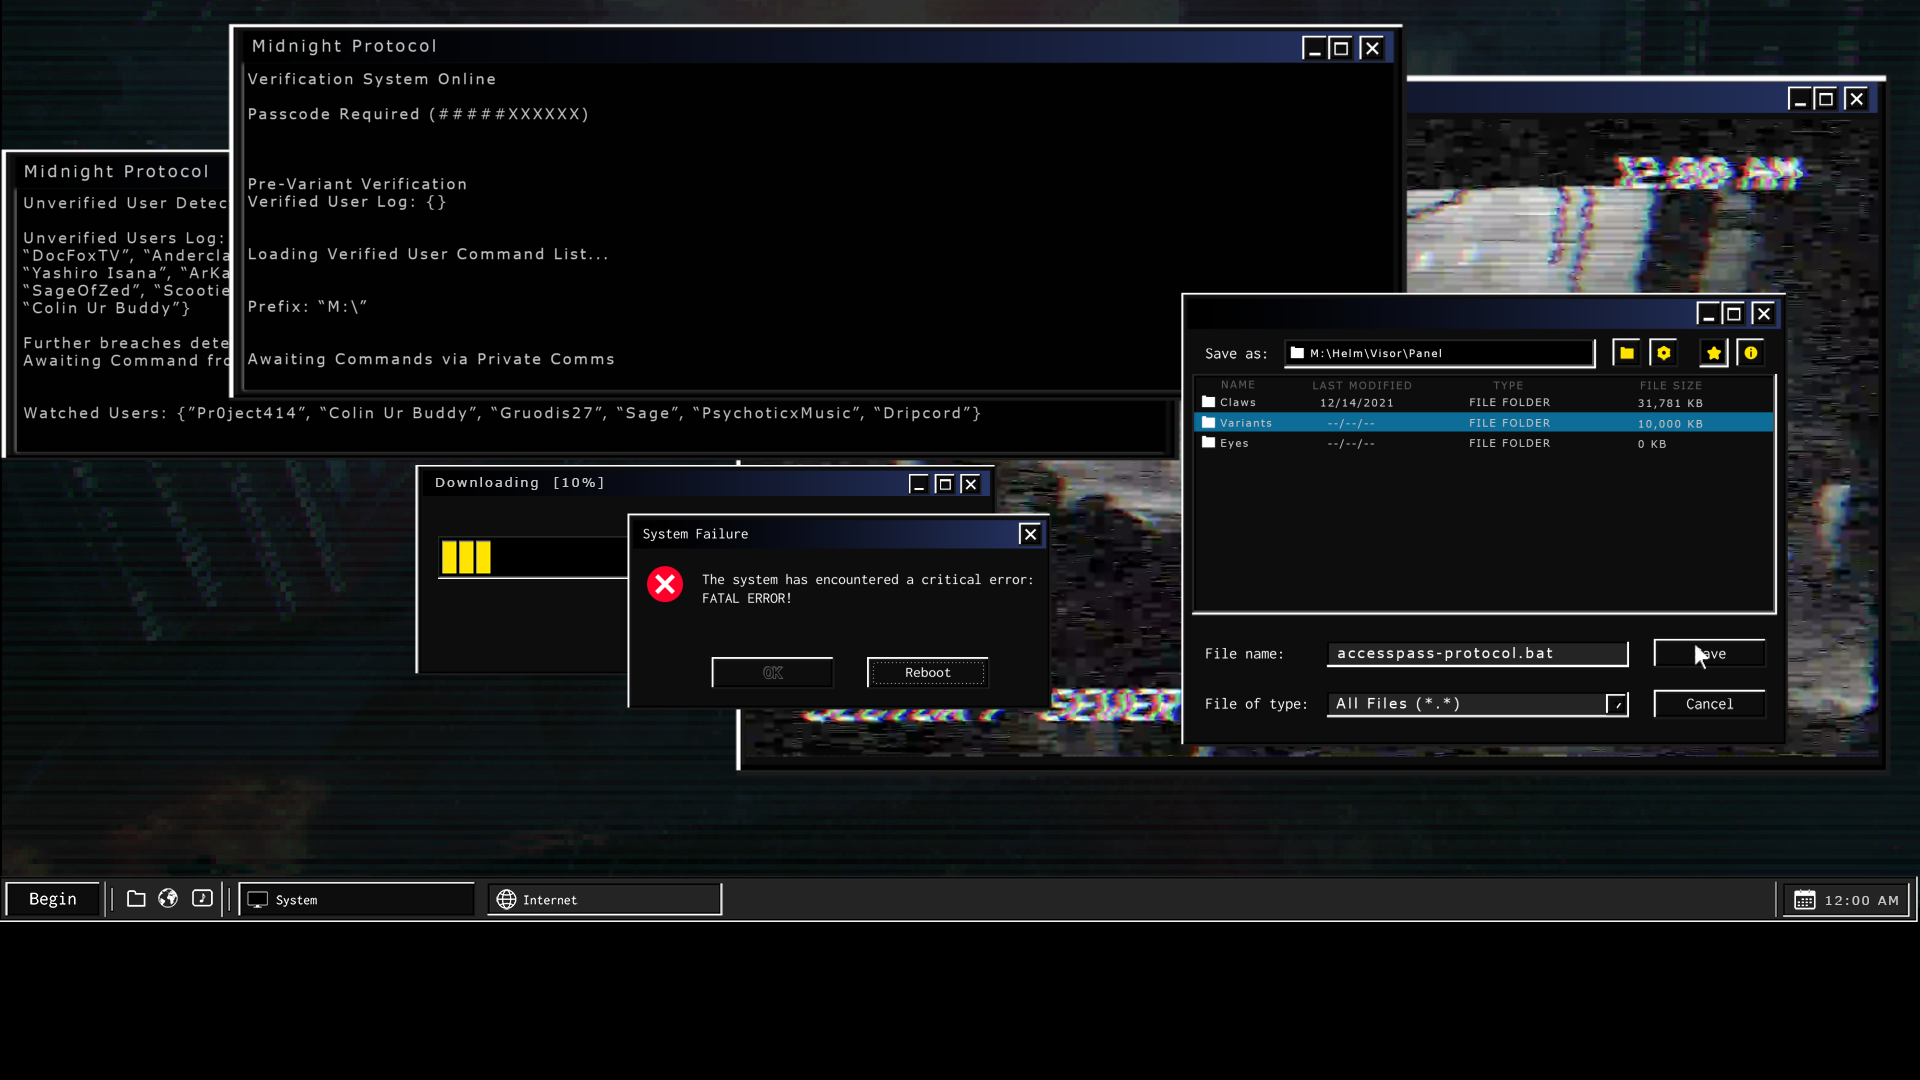 Midnight Protocol
Verification System Online
Passcode Required (#####XXXXXX)
Pre-Variant Verification
Verified User Log: {}
Loading Verified User Command List...
Prefix: “M:\”
Awaiting Commands via Private Comms
Midnight Protocol
Unverified User Detec
Unverified Users Log:
“DocFoxTV”, “Andercla
“Yashiro Isana”, “ArKa
“SageOfZed”, “Scootie
“Colin Ur Buddy”}
Further breaches dete
Awaiting Command fro
Watched Users: {”Pr0ject414”, “Colin Ur Buddy”, “Gruodis27”, “Sage”, “PsychoticxMusic”, “Dripcord”}
12:00 AM
Save as: M:\Helm\Visor\Panel
NAME LAST MODIFIED TYPE FILE SIZE
Claws 12/14/2021 FILE FOLDER 31,781 KB
Variants --/--/-- FILE FOLDER 10,000 KB
Eyes --/--/-- FILE FOLDER 0 KB
File name: accesspass-protocol.bat
File of type: All Files (*.*)
Cancel
Downloading [10%]
System Failure
The system has encountered a critical error:
FATAL ERROR!
OK Reboot
Begin System Internet 12:00 AM